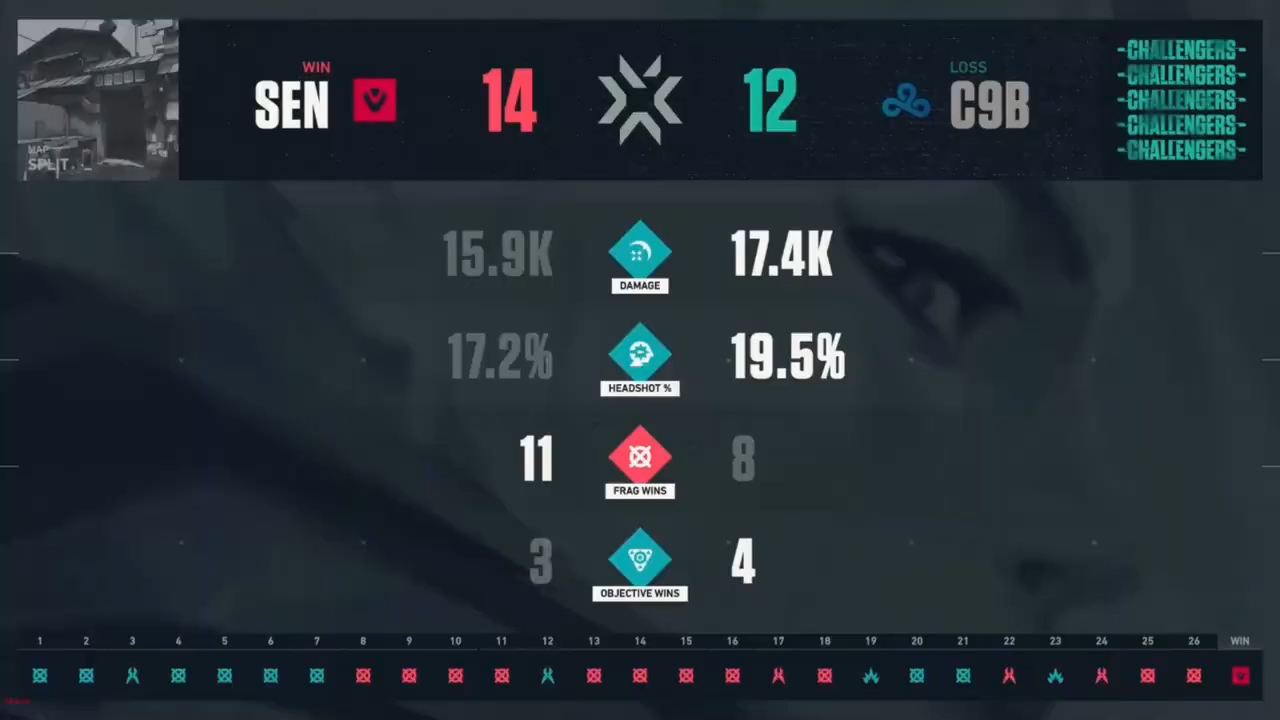 WIN
SEN
14
12
LOSS
C9B
-CHALLENGERS-
-CHALLENGERS-
-CHALLENGERS-
-CHALLENGERS-
-CHALLENGERS-
MAP
SPLIT
15.9K
DAMAGE
17.4K
17.2%
HEADSHOT %
19.5%
11
FRAG WINS
8
3
OBJECTIVE WINS
4
1 2 3 4 5 6 7 8 9 10 11 12 13 14 15 16 17 18 19 20 21 22 23 24 25 26 WIN